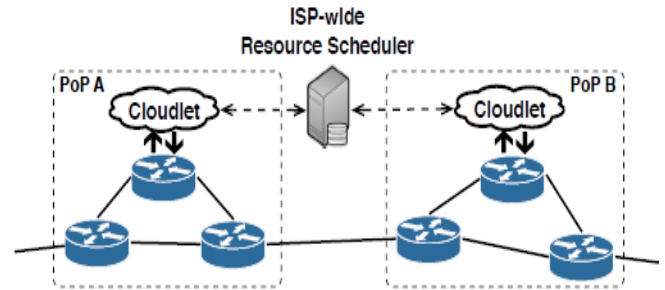 ISP-wide
Resource Scheduler
PoP A
PoP B
Cloudlet
Cloudlet